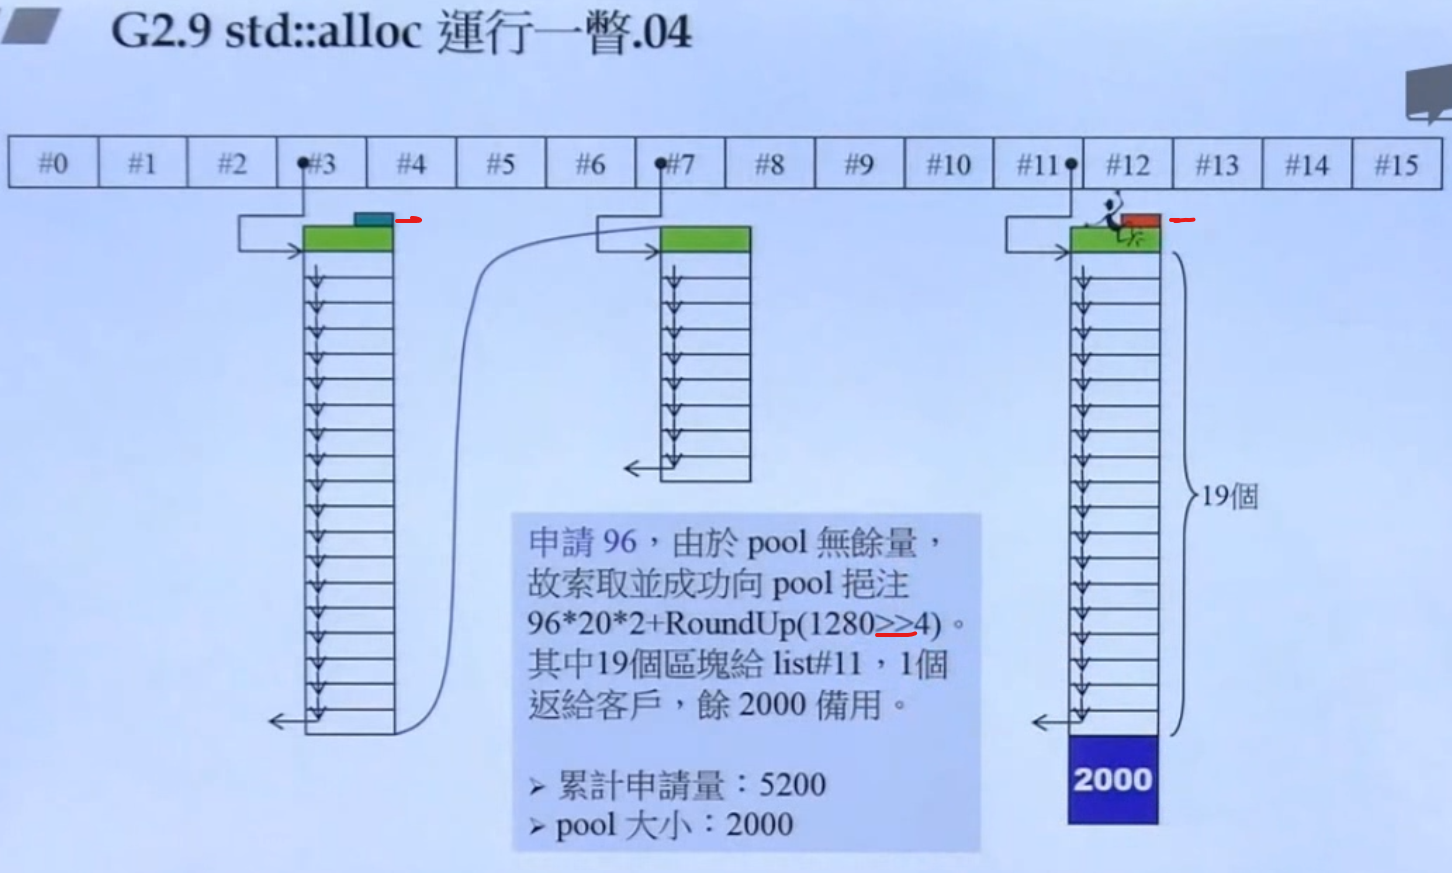 G2.9 std::alloc 運行一瞥.04
#0 #1 #2 #3 #4 #5 #6 #7 #8 #9 #10 #11 #12 #13 #14 #15
19個
申請 96，由於 pool 無餘量，
故索取並成功向 pool 挹注
96*20*2+RoundUp(1280>>4)。
其中19個區塊給 list#11，1個
返給客戶，餘 2000 備用。
➢ 累計申請量：5200
➢ pool 大小：2000
2000